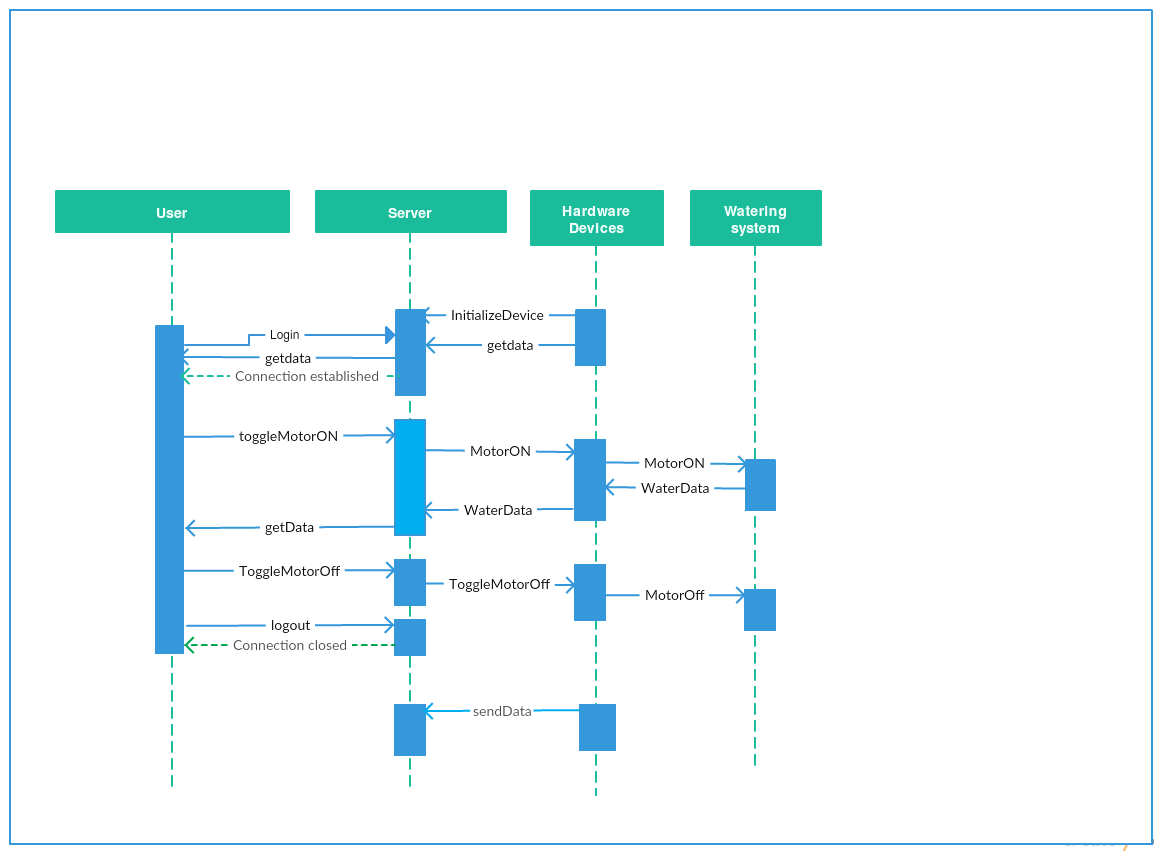 User
Server
Hardware
Devices
Watering
system
InitializeDevice
Login
getdata
getdata
Connection established
toggleMotorON
MotorON
MotorON
WaterData
WaterData
getData
ToggleMotorOff
ToggleMotorOff
MotorOff
logout
Connection closed
sendData